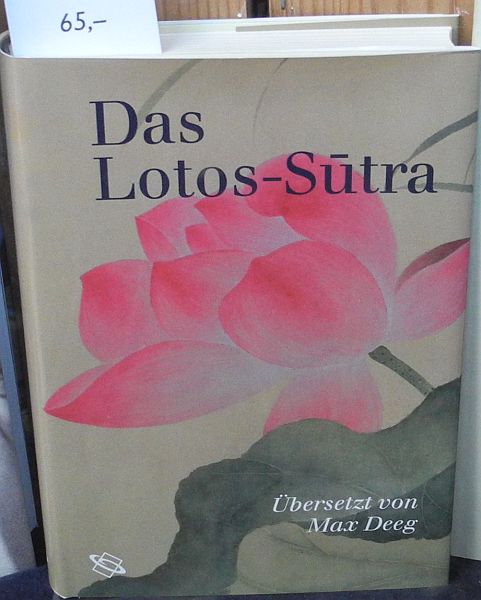 65,–
Das
Lotos-Sūtra
Übersetzt von
Max Deeg